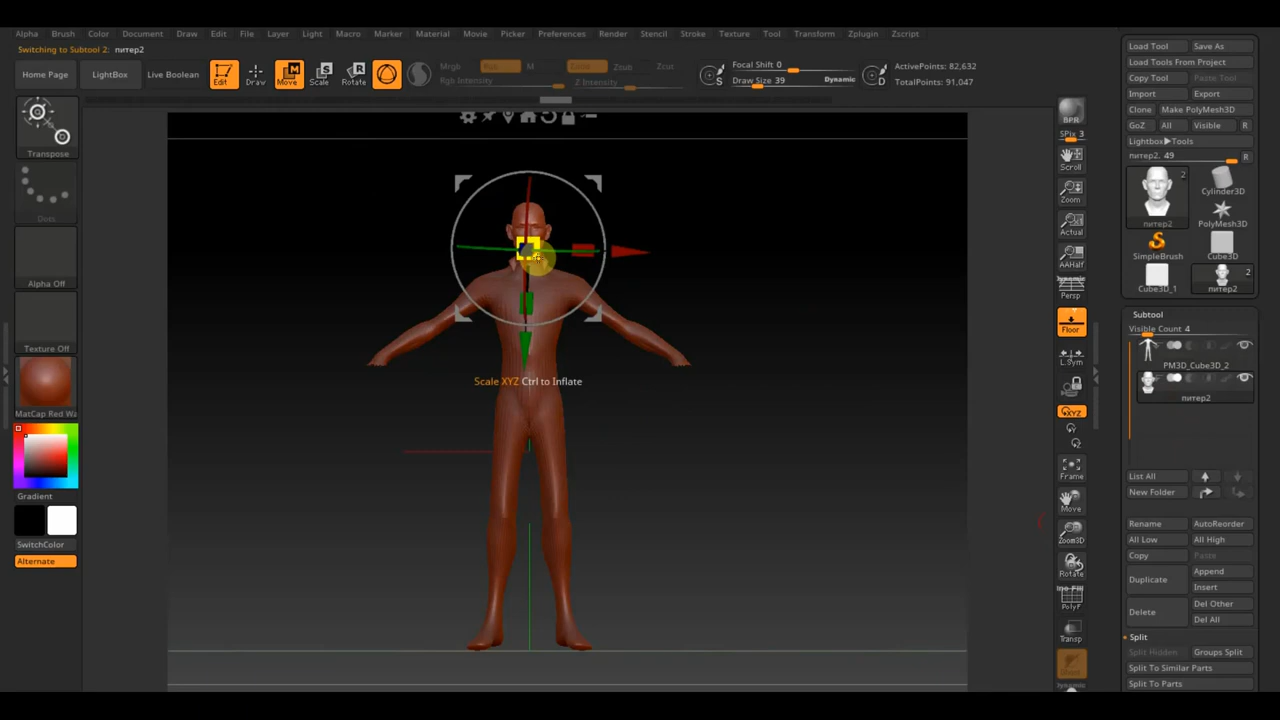 Alpha Brush Color Document Draw Edit File Layer Light Macro Marker Material Movie Picker Preferences Render Stencil Stroke Texture Tool Transform Zplugin Zscript
Switching to Subtool 2: питер2
Home Page
LightBox
Live Boolean
Edit
Draw
Move
Scale
Rotate
Mrgb
Rgb
M
Zadd
Zsub
Zcut
Rgb Intensity
Z Intensity
Focal Shift 0
Draw Size 39
Dynamic
S
D
ActivePoints: 82,632
TotalPoints: 91,047
Transpose
Dots
Alpha Off
Texture Off
MatCap Red Wa
Gradient
SwitchColor
Alternate
Scale XYZ Ctrl to Inflate
BPR
SPix 3
Scroll
Zoom
Actual
AAHalf
Dynamic
Persp
Floor
L.Sym
XYZ
Y
Z
Frame
Move
Zoom3D
Rotate
PolyF
Transp
Dynamic
Load Tool
Save As
Load Tools From Project
Copy Tool
Paste Tool
Import
Export
Clone
Make PolyMesh3D
GoZ
All
Visible
R
Lightbox▶Tools
питер2. 49
R
2
питер2
Cylinder3D
PolyMesh3D
SimpleBrush
Cube3D
Cube3D_1
2
питер2
Subtool
Visible Count 4
PM3D_Cube3D_2
питер2
List All
New Folder
Rename
AutoReorder
All Low
All High
Copy
Paste
Duplicate
Append
Insert
Delete
Del Other
Del All
Split
Split Hidden
Groups Split
Split To Similar Parts
Split To Parts